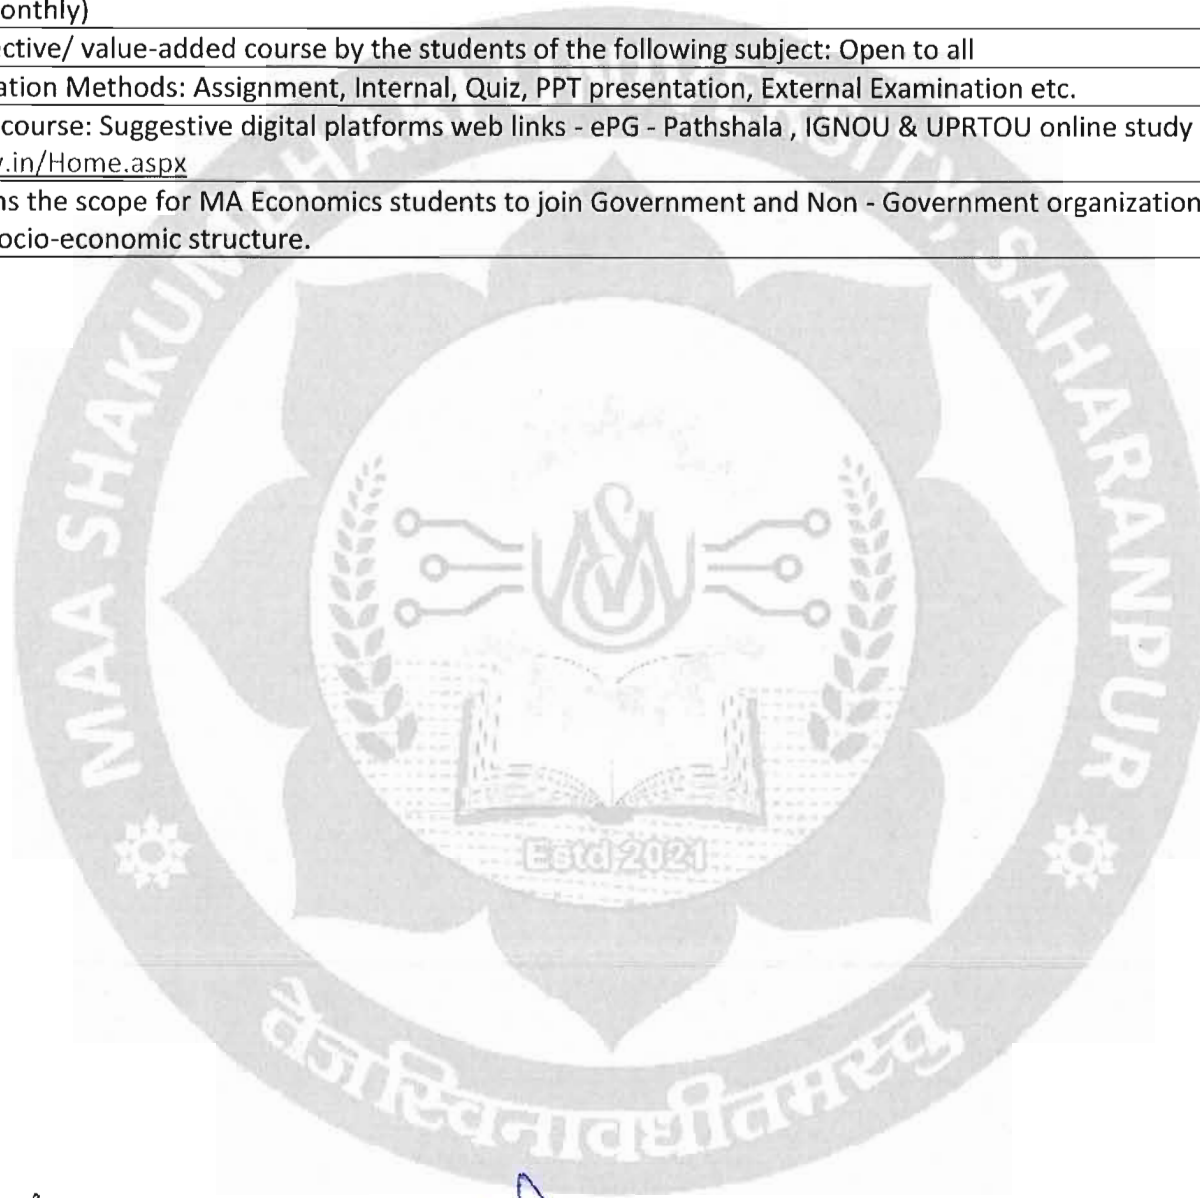 onthly)
ctive/ value-added course by the students of the following subject: Open to all
ation Methods: Assignment, Internal, Quiz, PPT presentation, External Examination etc.
course: Suggestive digital platforms web links - ePG - Pathshala , IGNOU & UPRTOU online study
.in/Home.aspx
ns the scope for MA Economics students to join Government and Non - Government organization
ocio-economic structure.
MAA SHAKUMBHARI UNIVERSITY, SAHARANPUR
Estd 2021
तेजस्विनावधीतमस्तु